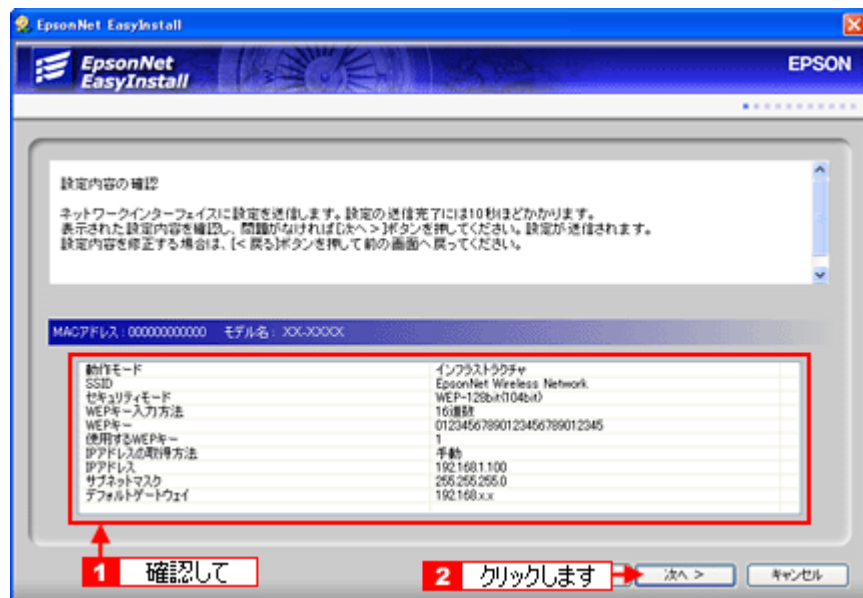 EpsonNet EasyInstall
EpsonNet
EasyInstall
EPSON
設定内容の確認
ネットワークインターフェイスに設定を送信します。設定の送信完了には10秒ほどかかります。
表示された設定内容を確認し、問題がなければ[次へ >]ボタンを押してください。設定が送信されます。
設定内容を修正する場合は、[< 戻る]ボタンを押して前の画面へ戻ってください。
MACアドレス : 000000000000 モデル名 : XX-XXXX
動作モード インフラストラクチャ
SSID EpsonNet Wireless Network
セキュリティモード WEP-128bit(104bit)
WEPキー入力方法 16進数
WEPキー 01234567890123456789012345
使用するWEPキー 1
IPアドレスの取得方法 手動
IPアドレス 192.168.1.100
サブネットマスク 255.255.255.0
デフォルトゲートウェイ 192.168.x.x
1 確認して
2 クリックします
次へ >
キャンセル